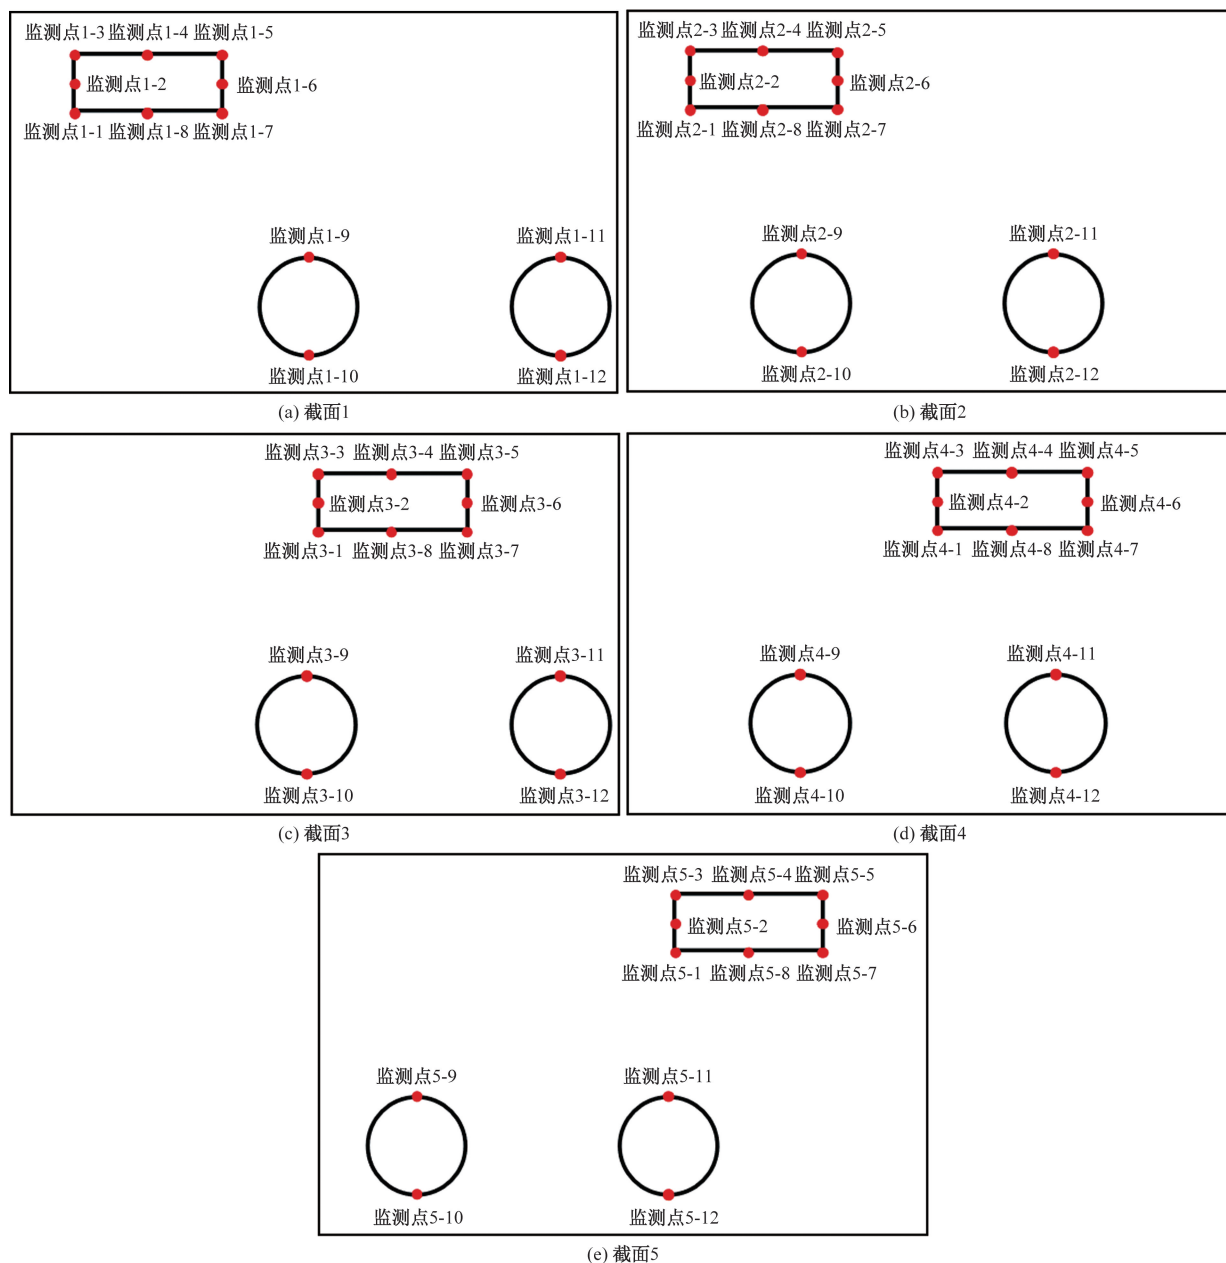 监测点1-3 监测点1-4 监测点1-5
监测点1-2 监测点1-6
监测点1-1 监测点1-8 监测点1-7
监测点1-9 监测点1-11
监测点1-10 监测点1-12
(a) 截面1
监测点2-3 监测点2-4 监测点2-5
监测点2-2 监测点2-6
监测点2-1 监测点2-8 监测点2-7
监测点2-9 监测点2-11
监测点2-10 监测点2-12
(b) 截面2
监测点3-3 监测点3-4 监测点3-5
监测点3-2 监测点3-6
监测点3-1 监测点3-8 监测点3-7
监测点3-9 监测点3-11
监测点3-10 监测点3-12
(c) 截面3
监测点4-3 监测点4-4 监测点4-5
监测点4-2 监测点4-6
监测点4-1 监测点4-8 监测点4-7
监测点4-9 监测点4-11
监测点4-10 监测点4-12
(d) 截面4
监测点5-3 监测点5-4 监测点5-5
监测点5-2 监测点5-6
监测点5-1 监测点5-8 监测点5-7
监测点5-9 监测点5-11
监测点5-10 监测点5-12
(e) 截面5